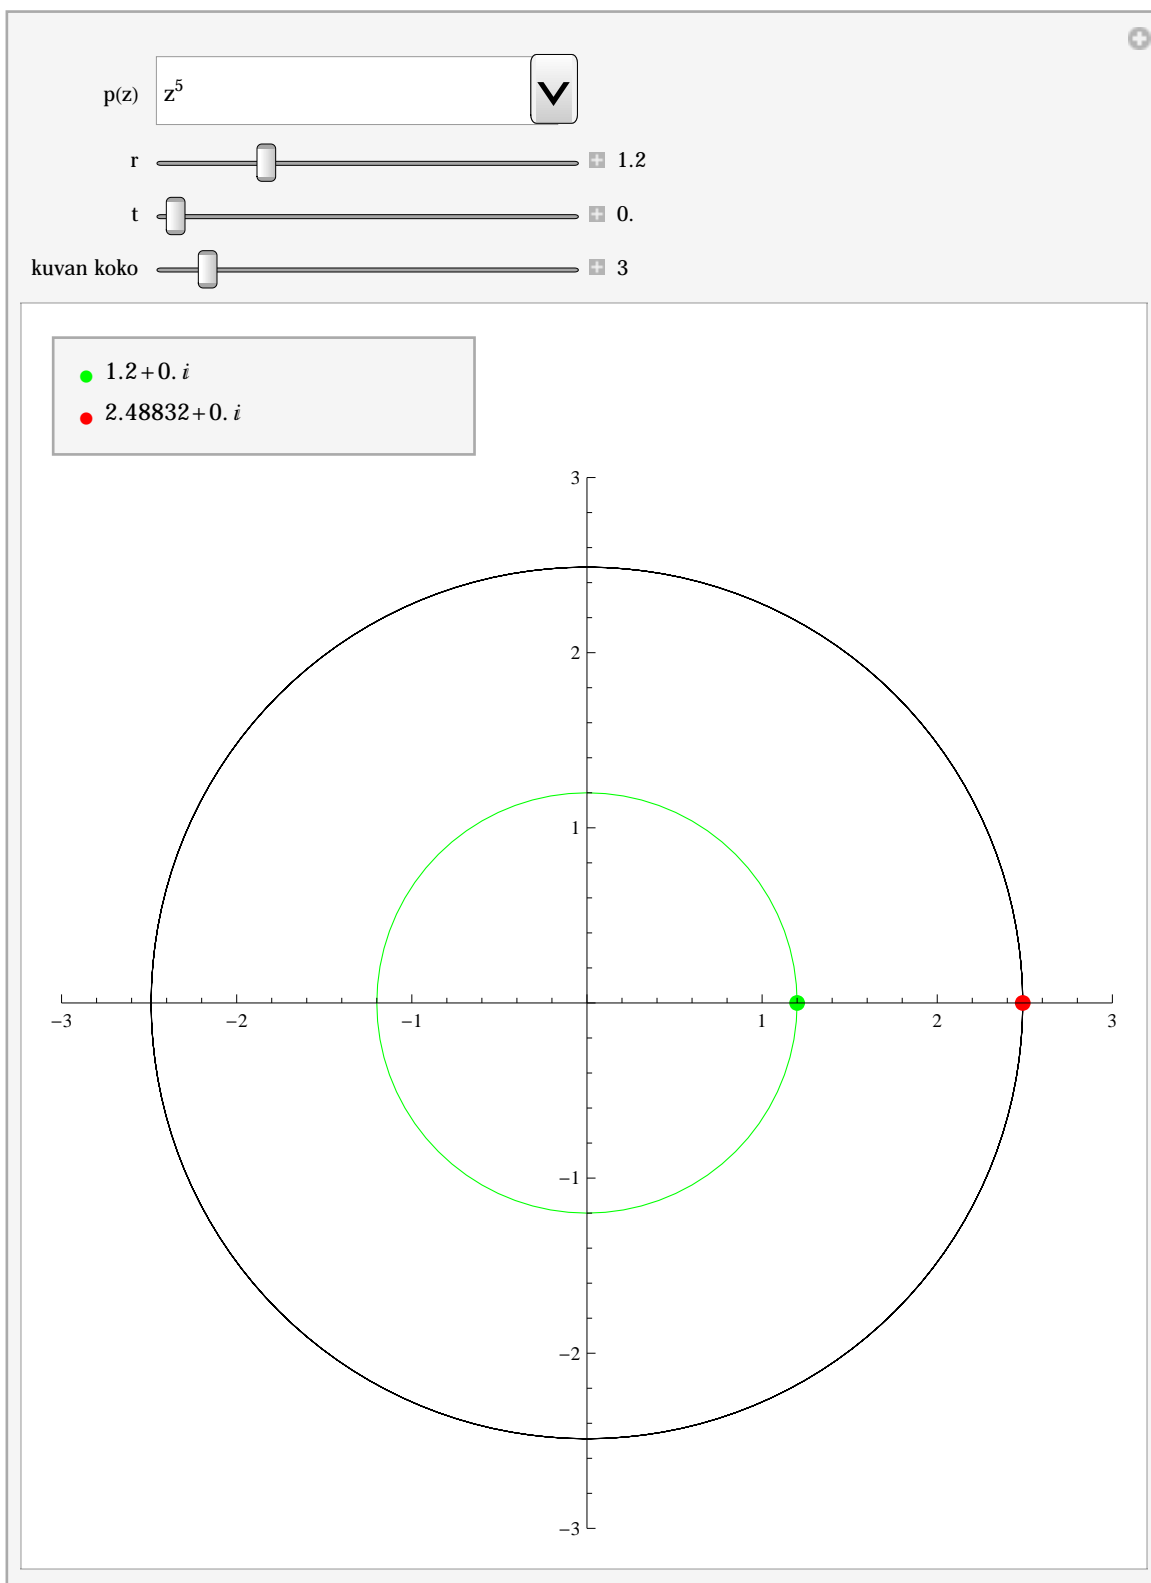 p(z) z⁵
r 1.2
t 0.
kuvan koko 3
1.2+0. i
2.48832+0. i
3
2
1
−3 −2 −1 1 2 3
−1
−2
−3